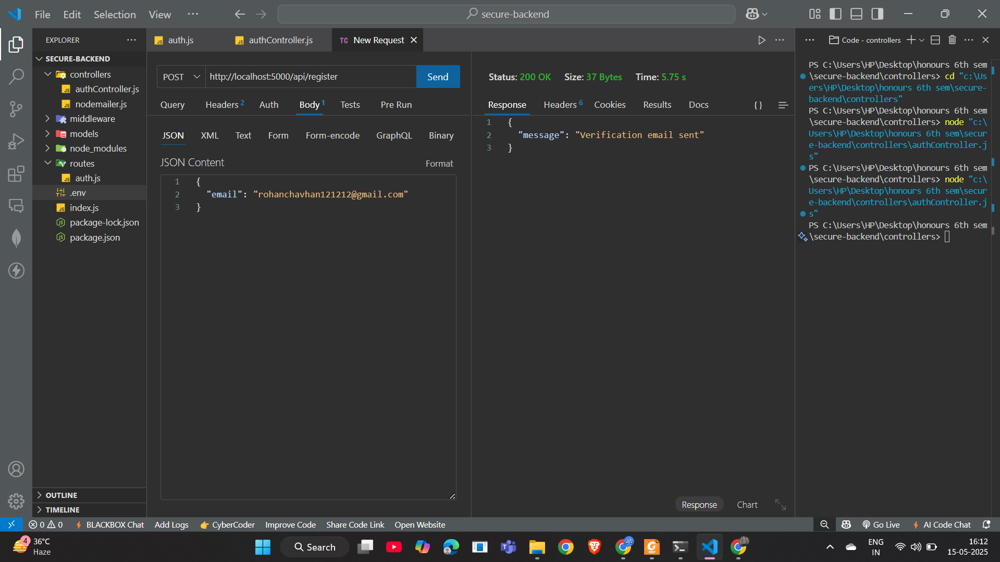 File Edit Selection View ··· secure-backend
EXPLORER ···
SECURE-BACKEND
controllers
authController.js
nodemailer.js
middleware
models
node_modules
routes
auth.js
.env
index.js
package-lock.json
package.json
OUTLINE
TIMELINE
auth.js authController.js TC New Request
POST http://localhost:5000/api/register Send
Query Headers 2 Auth Body 1 Tests Pre Run
JSON XML Text Form Form-encode GraphQL Binary
JSON Content Format
1 {
2 "email": "rohanchavhan121212@gmail.com"
3 }
Status: 200 OK Size: 37 Bytes Time: 5.75 s
Response Headers 6 Cookies Results Docs { }
1 {
2 "message": "Verification email sent"
3 }
Response Chart
··· Code - controllers ···
PS C:\Users\HP\Desktop\honours 6th sem
\secure-backend\controllers> cd "c:\Us
ers\HP\Desktop\honours 6th sem\secure-
backend\controllers"
PS C:\Users\HP\Desktop\honours 6th sem
\secure-backend\controllers> node "c:\
Users\HP\Desktop\honours 6th sem\secur
e-backend\controllers\authController.j
s"
PS C:\Users\HP\Desktop\honours 6th sem
\secure-backend\controllers> node "c:\
Users\HP\Desktop\honours 6th sem\secur
e-backend\controllers\authController.j
s"
PS C:\Users\HP\Desktop\honours 6th sem
\secure-backend\controllers>
0 0 BLACKBOX Chat Add Logs CyberCoder Improve Code Share Code Link Open Website Go Live AI Code Chat
4 36°C
Haze
Search
PDF
ENG
IN
16:12
15-05-2025